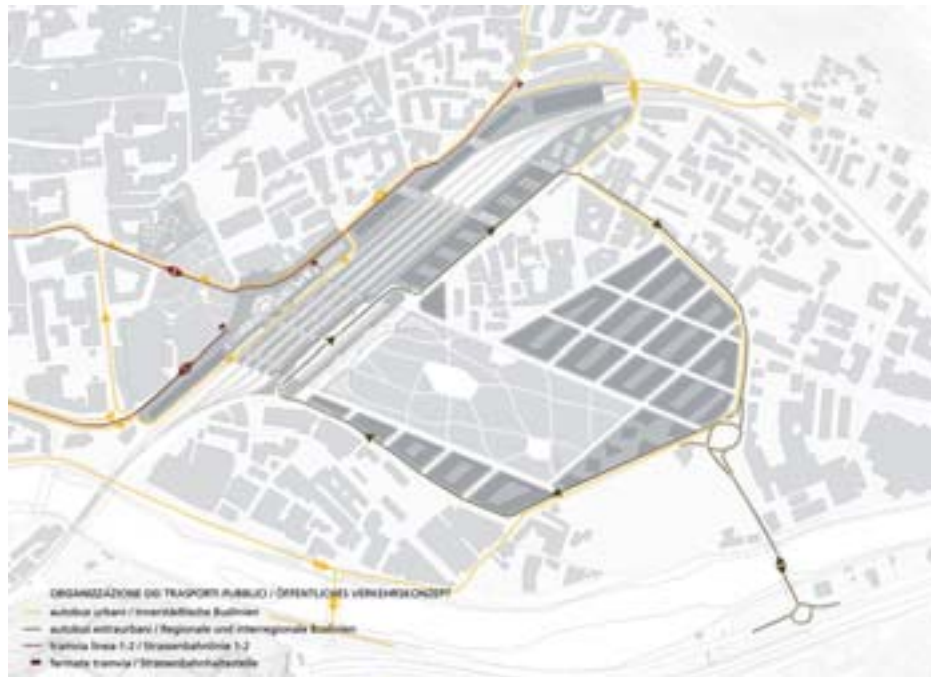 ORGANIZZAZIONE DEI TRASPORTI PUBBLICI / ÖFFENTLICHES VERKEHRSKONZEPT
autobus urbani / Innerstädtische Buslinien
autobus extraurbani / Regionale und interregionale Buslinien
tramvia linea 1-2 / Strassenbahnlinie 1-2
fermate tramvia / Strassenbahnhaltestelle